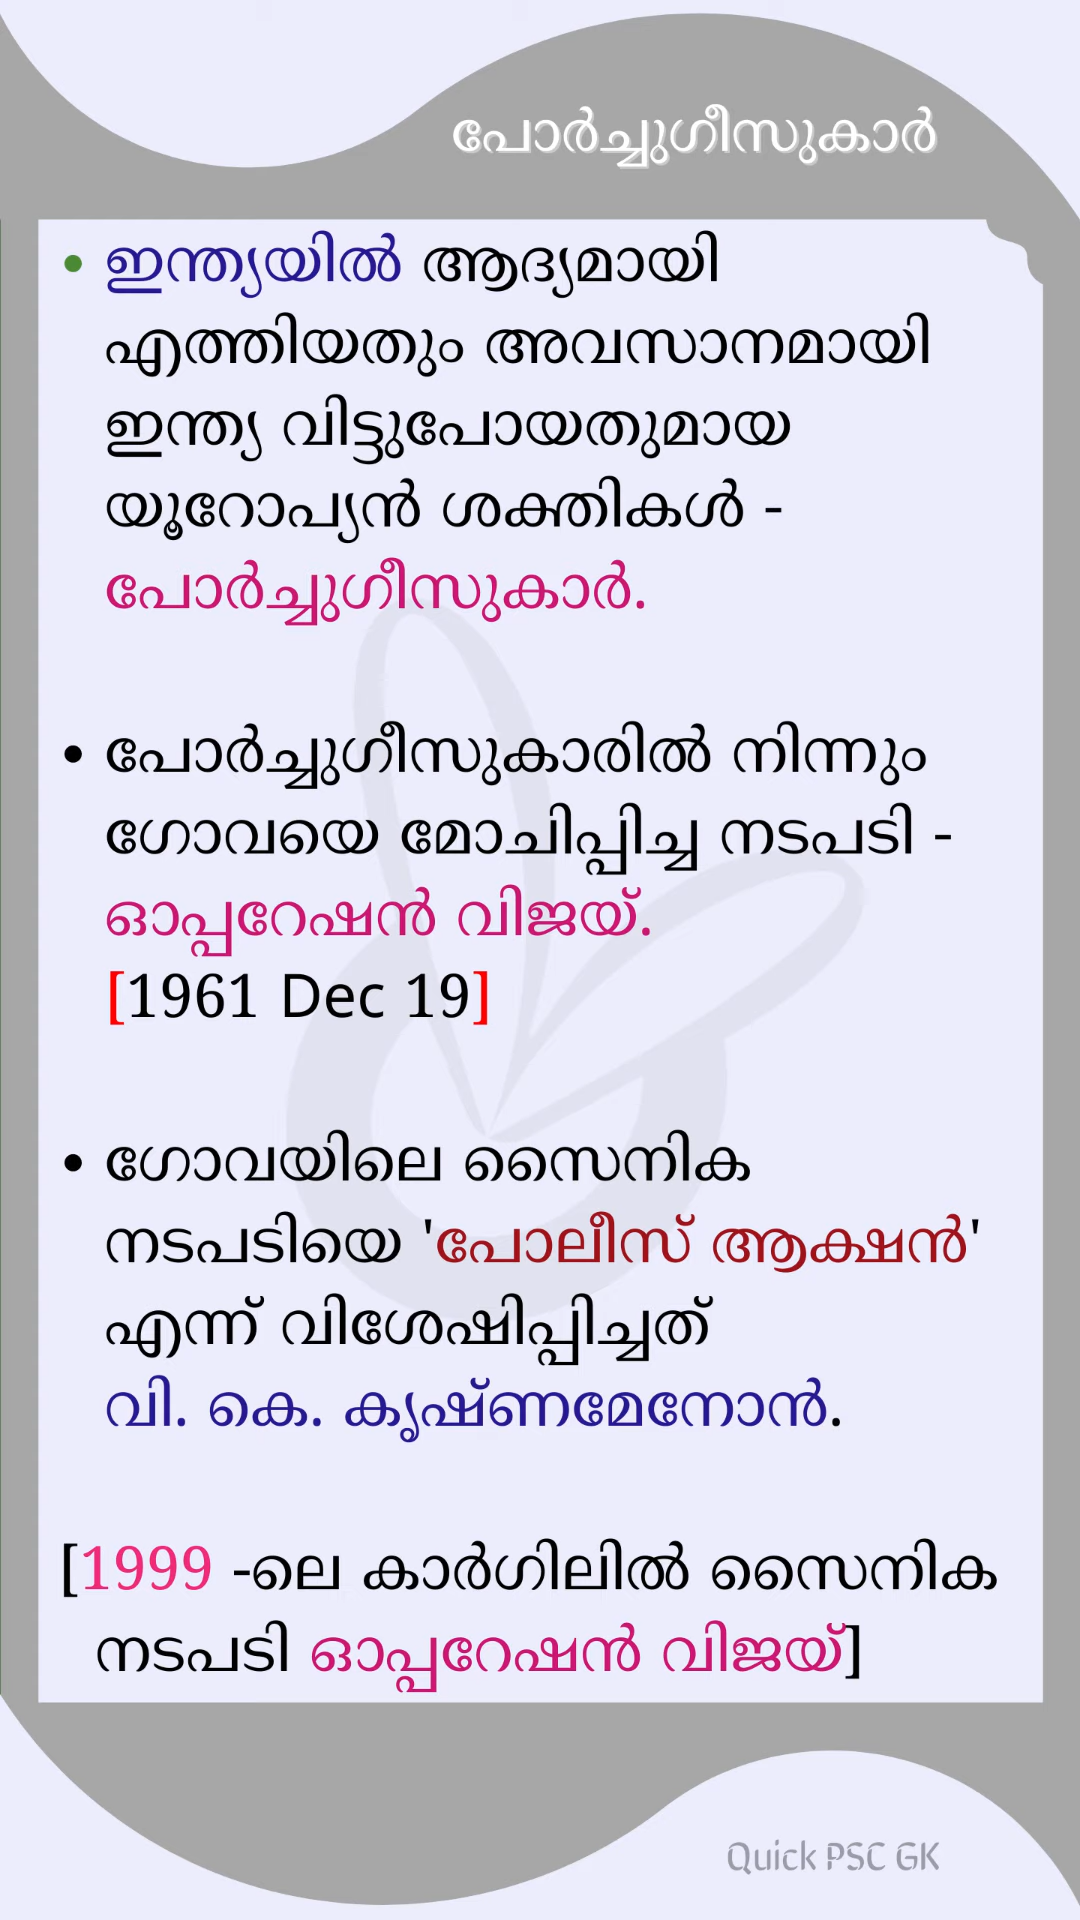 പോർച്ചുഗീസുകാർ
• ഇന്ത്യയിൽ ആദ്യമായി
എത്തിയതും അവസാനമായി
ഇന്ത്യ വിട്ടുപോയതുമായ
യൂറോപ്യൻ ശക്തികൾ -
പോർച്ചുഗീസുകാർ.
• പോർച്ചുഗീസുകാരിൽ നിന്നും
ഗോവയെ മോചിപ്പിച്ച നടപടി -
ഓപ്പറേഷൻ വിജയ്.
[1961 Dec 19]
• ഗോവയിലെ സൈനിക
നടപടിയെ 'പോലീസ് ആക്ഷൻ'
എന്ന് വിശേഷിപ്പിച്ചത്
വി. കെ. കൃഷ്ണമേനോൻ.
[1999 -ലെ കാർഗിലിൽ സൈനിക
നടപടി ഓപ്പറേഷൻ വിജയ്]
Quick PSC GK